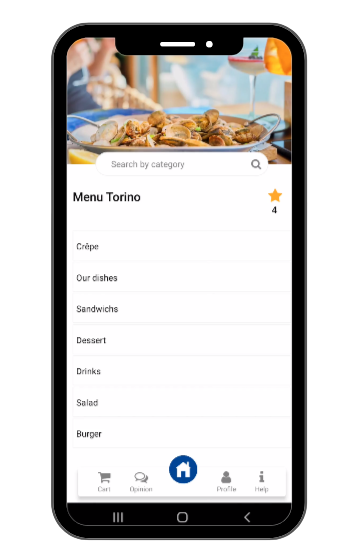 Search by category
Menu Torino
4
Crêpe
Our dishes
Sandwichs
Dessert
Drinks
Salad
Burger
Cart Opinion Profile Help